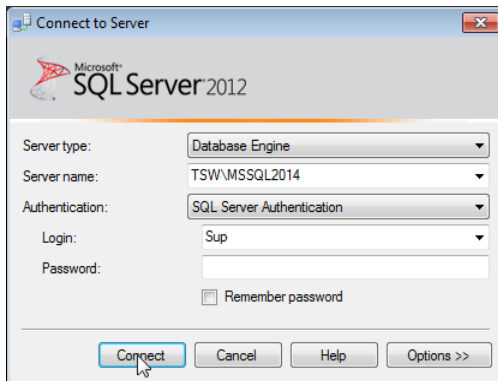 Connect to Server
Microsoft®
SQL Server® 2012
Server type: Database Engine
Server name: TSW\MSSQL2014
Authentication: SQL Server Authentication
Login: Sup
Password:
Remember password
Connect Cancel Help Options >>